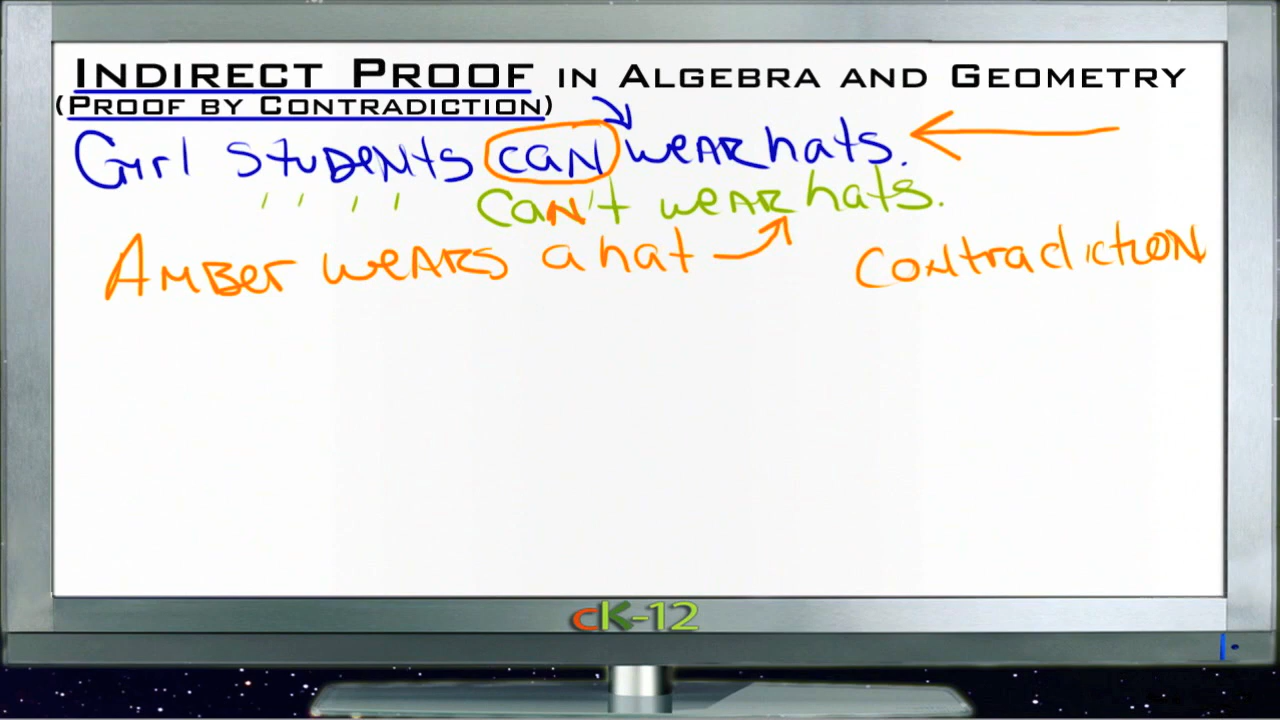 INDIRECT PROOF IN ALGEBRA AND GEOMETRY
(PROOF BY CONTRADICTION)
Girl students can wear hats.
" " can't wear hats.
Amber wears a hat Contradiction
cK-12